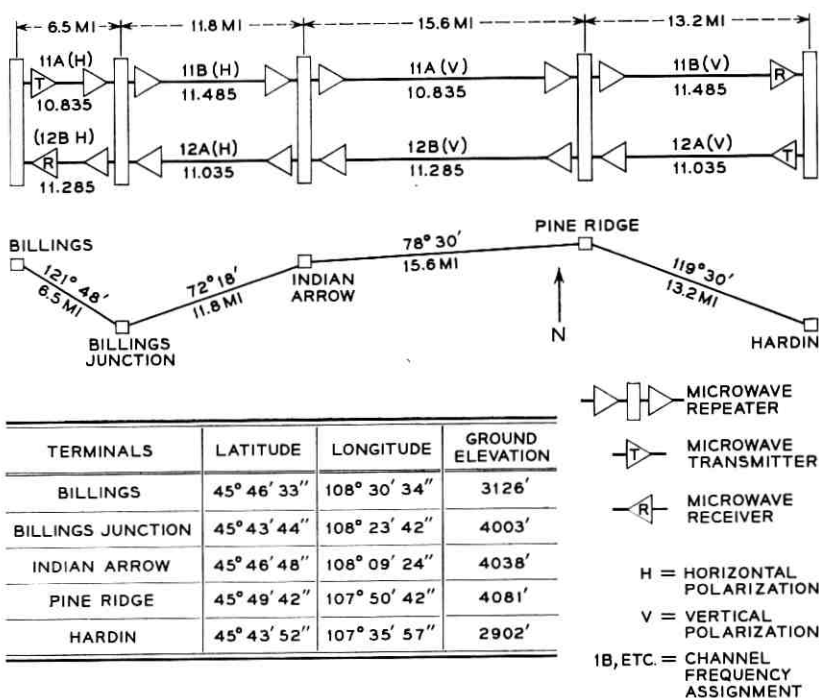 6.5 MI 11.8 MI 15.6 MI 13.2 MI
11A (H) 11B (H) 11A (V) 11B (V)
T R
10.835 11.485 10.835 11.485
(12B H) 12A(H) 12B(V) 12A(V)
R T
11.285 11.035 11.285 11.035
BILLINGS
121° 48'
6.5 MI
BILLINGS
JUNCTION
72° 18'
11.8 MI
INDIAN
ARROW
78° 30'
15.6 MI
PINE RIDGE
119° 30'
13.2 MI
HARDIN
N
TERMINALS LATITUDE LONGITUDE GROUND
ELEVATION
BILLINGS 45° 46' 33" 108° 30' 34" 3126'
BILLINGS JUNCTION 45° 43' 44" 108° 23' 42" 4003'
INDIAN ARROW 45° 46' 48" 108° 09' 24" 4038'
PINE RIDGE 45° 49' 42" 107° 50' 42" 4081'
HARDIN 45° 43' 52" 107° 35' 57" 2902'
MICROWAVE
REPEATER
T MICROWAVE
TRANSMITTER
R MICROWAVE
RECEIVER
H = HORIZONTAL
POLARIZATION
V = VERTICAL
POLARIZATION
1B, ETC. = CHANNEL
FREQUENCY
ASSIGNMENT